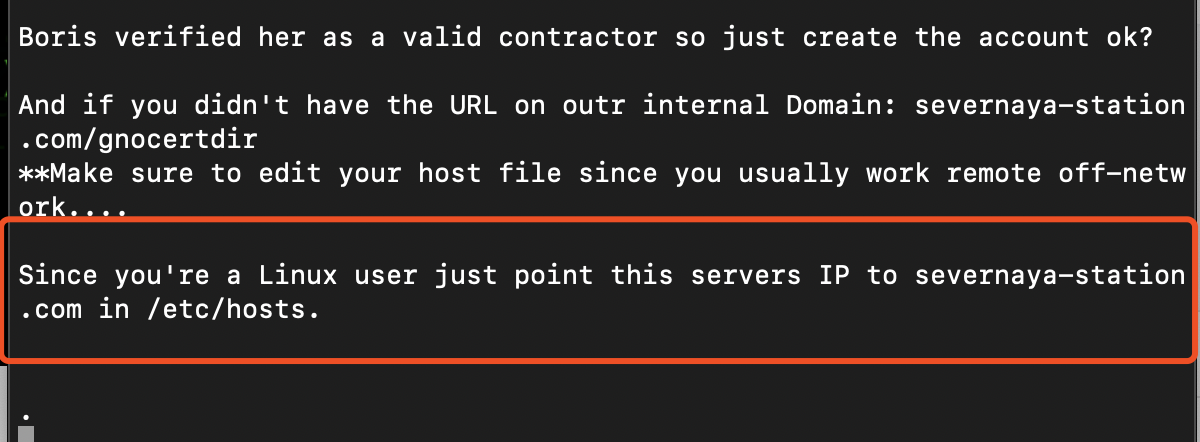 Boris verified her as a valid contractor so just create the account ok?
And if you didn't have the URL on outr internal Domain: severnaya-station
.com/gnocertdir
**Make sure to edit your host file since you usually work remote off-netw
ork....
Since you're a Linux user just point this servers IP to severnaya-station
.com in /etc/hosts.
.